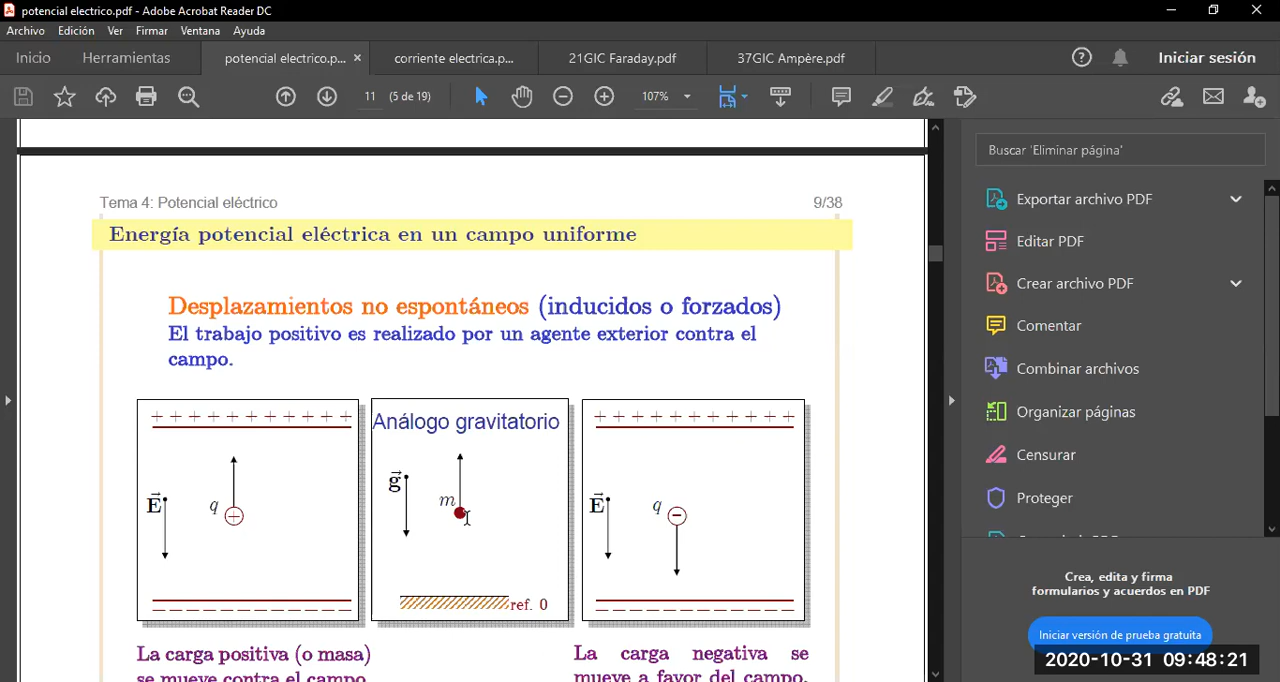 potencial electrico.pdf - Adobe Acrobat Reader DC
Archivo Edición Ver Firmar Ventana Ayuda
Inicio Herramientas potencial electrico.p... × corriente electrica.p... 21GIC Faraday.pdf 37GIC Ampère.pdf Iniciar sesión
11 (5 de 19) 107%
Buscar 'Eliminar página'
Exportar archivo PDF
Editar PDF
Crear archivo PDF
Comentar
Combinar archivos
Organizar páginas
Censurar
Proteger
Crea, edita y firma
formularios y acuerdos en PDF
Iniciar versión de prueba gratuita
2020-10-31 09:48:21
Tema 4: Potencial eléctrico 9/38
Energía potencial eléctrica en un campo uniforme
Desplazamientos no espontáneos (inducidos o forzados)
El trabajo positivo es realizado por un agente exterior contra el
campo.
+ + + + + + + + + +
E⃗ q +
Análogo gravitatorio
g⃗ m
ref. 0
+ + + + + + + + + +
E⃗ q −
La carga positiva (o masa)
se mueve contra el campo
La carga negativa se
mueve a favor del campo.